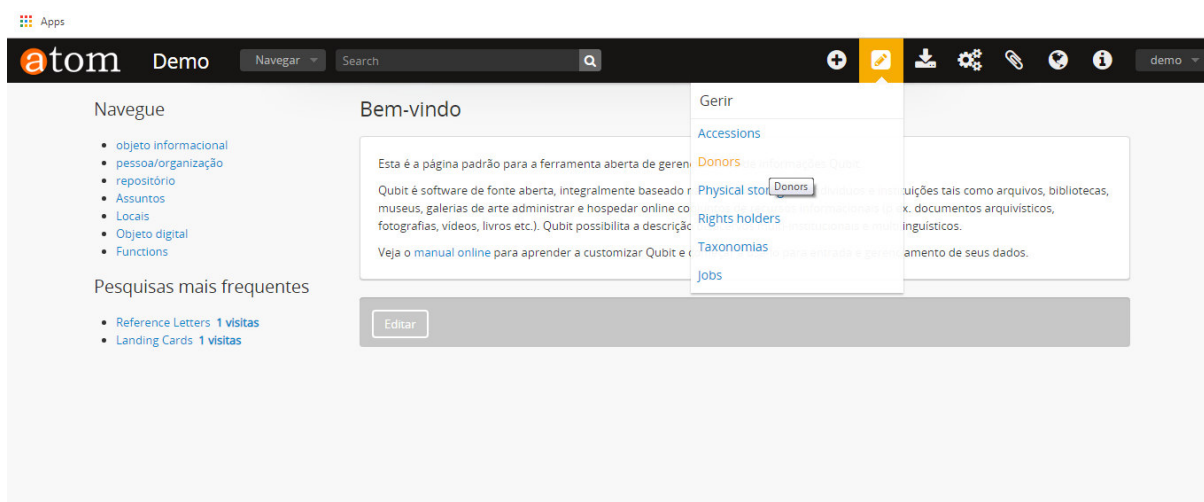 Apps
atom Demo Navegar Search demo
Navegue
objeto informacional
pessoa/organização
repositório
Assuntos
Locais
Objeto digital
Functions
Pesquisas mais frequentes
Reference Letters 1 visitas
Landing Cards 1 visitas
Bem-vindo
Esta é a página padrão para a ferramenta aberta de geren
Qubit é software de fonte aberta, integralmente baseado uições tais como arquivos, bibliotecas,
museus, galerias de arte administrar e hospedar online co x. documentos arquivísticos,
fotografias, vídeos, livros etc.). Qubit possibilita a descrição inguísticos.
Veja o manual online para aprender a customizar Qubit e amento de seus dados.
Editar
Gerir
Accessions
Donors
Physical storag
Donors
Rights holders
Taxonomias
Jobs